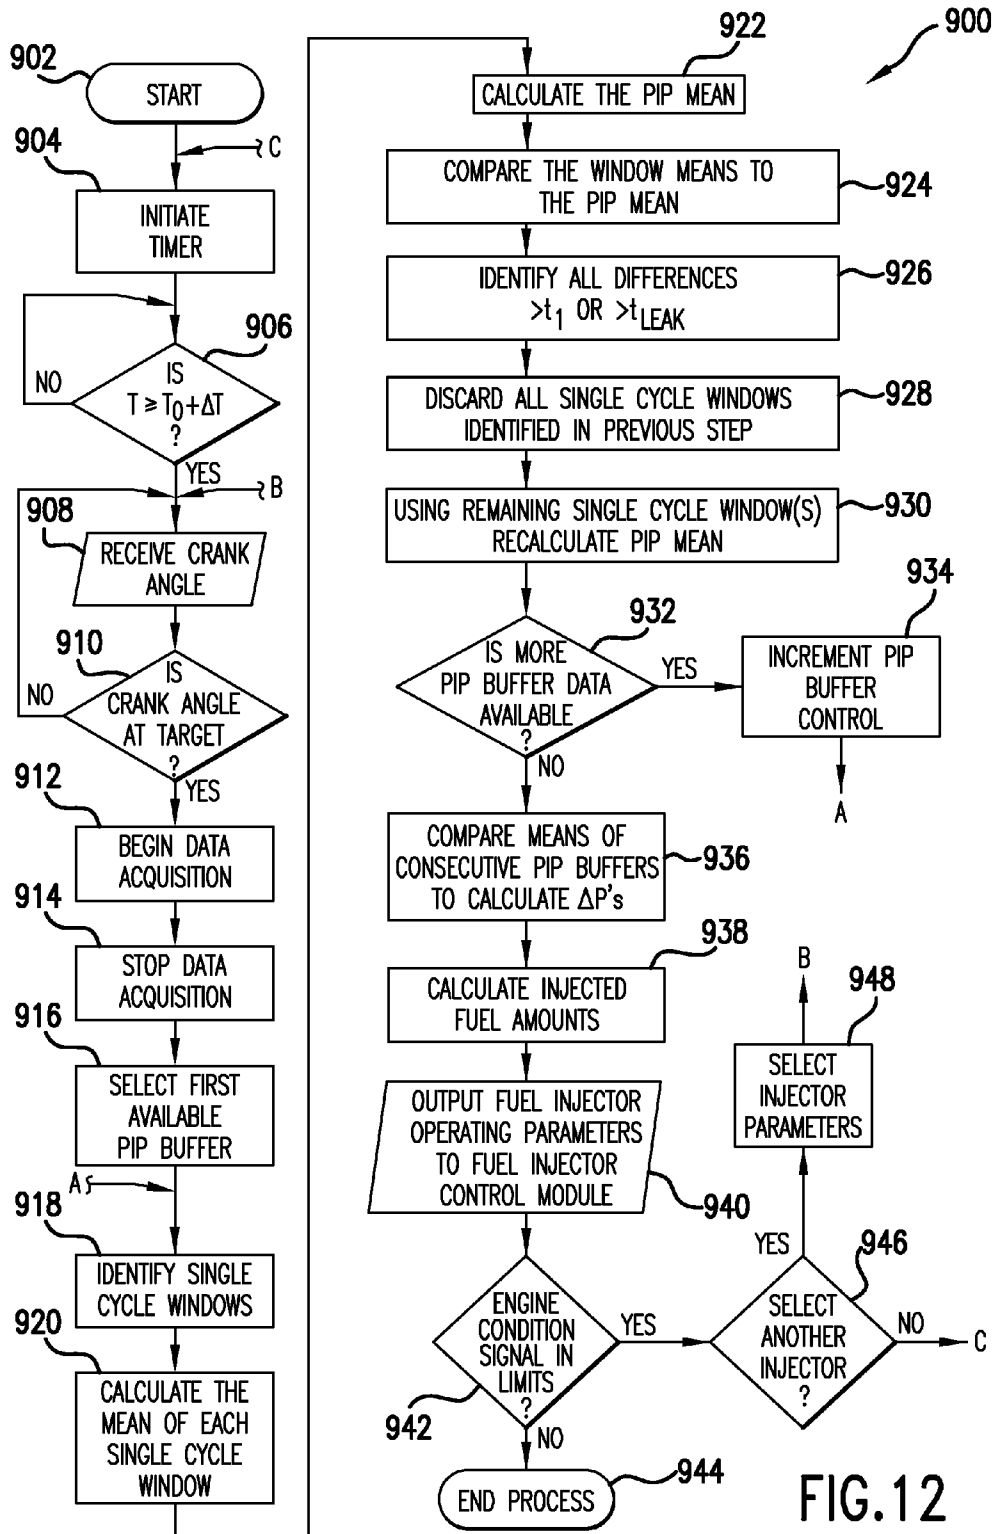 900
902
START
C
904
INITIATE
TIMER
906
IS
T ≥ T0+ΔT
?
NO
YES
B
908
RECEIVE CRANK
ANGLE
910
IS
CRANK ANGLE
AT TARGET
?
NO
YES
912
BEGIN DATA
ACQUISITION
914
STOP DATA
ACQUISITION
916
SELECT FIRST
AVAILABLE
PIP BUFFER
A
918
IDENTIFY SINGLE
CYCLE WINDOWS
920
CALCULATE THE
MEAN OF EACH
SINGLE CYCLE
WINDOW
922
CALCULATE THE PIP MEAN
COMPARE THE WINDOW MEANS TO
THE PIP MEAN
924
IDENTIFY ALL DIFFERENCES
>t1 OR >tLEAK
926
DISCARD ALL SINGLE CYCLE WINDOWS
IDENTIFIED IN PREVIOUS STEP
928
USING REMAINING SINGLE CYCLE WINDOW(S)
RECALCULATE PIP MEAN
930
932
IS MORE
PIP BUFFER DATA
AVAILABLE
?
YES
NO
934
INCREMENT PIP
BUFFER
CONTROL
A
COMPARE MEANS OF
CONSECUTIVE PIP BUFFERS
TO CALCULATE ΔP's
936
938
CALCULATE INJECTED
FUEL AMOUNTS
OUTPUT FUEL INJECTOR
OPERATING PARAMETERS
TO FUEL INJECTOR
CONTROL MODULE
940
ENGINE
CONDITION
SIGNAL IN
LIMITS
?
942
YES
NO
944
END PROCESS
946
SELECT
ANOTHER
INJECTOR
?
YES
NO
C
948
SELECT
INJECTOR
PARAMETERS
B
FIG.12